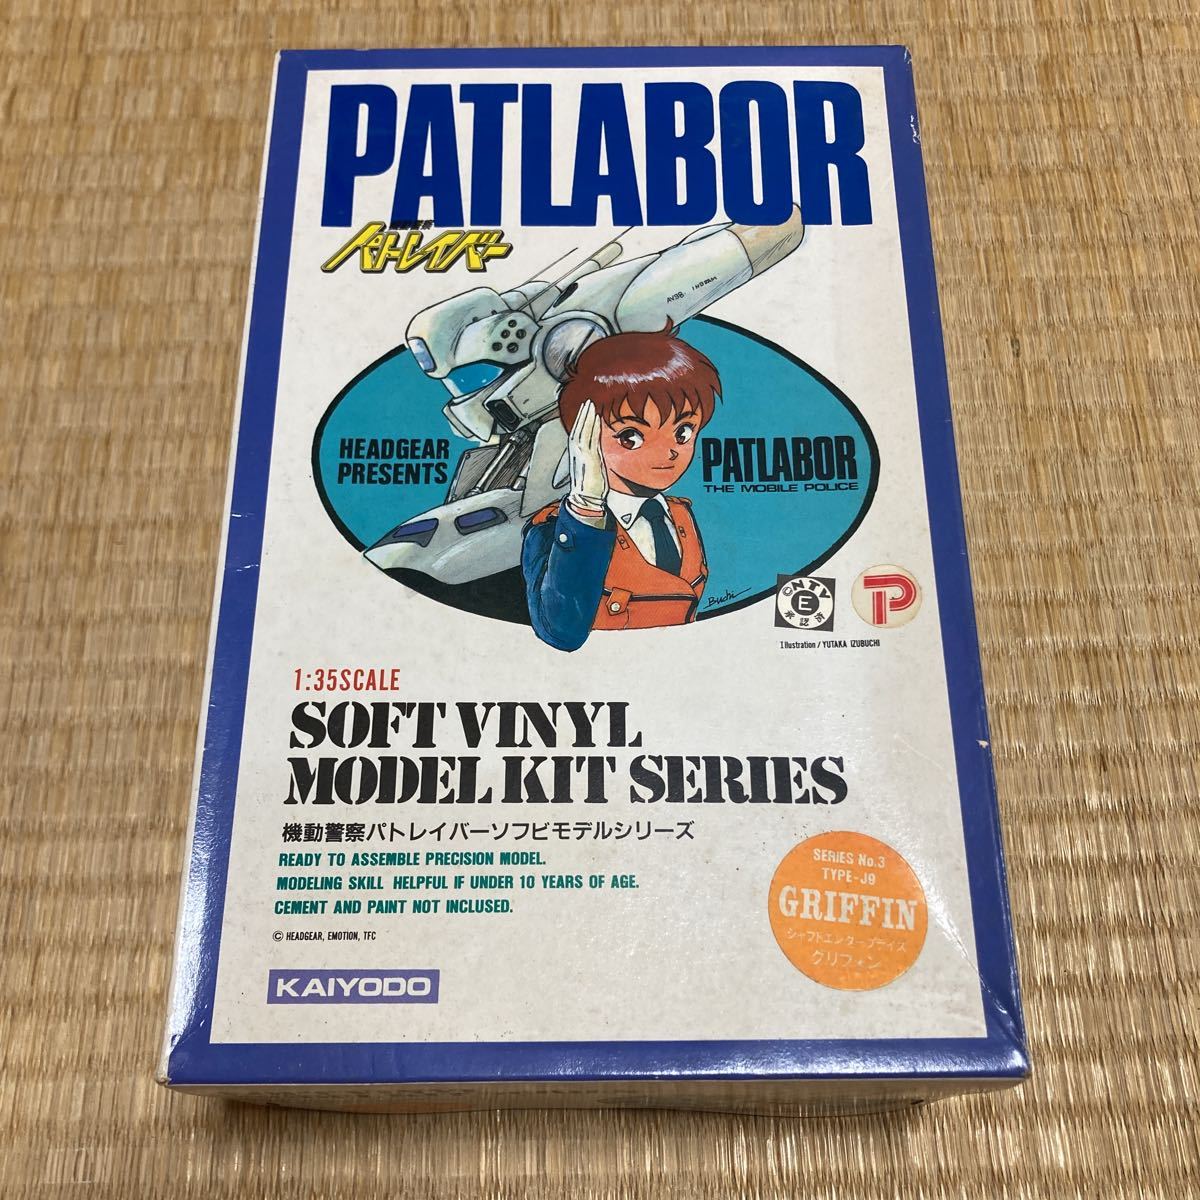 PATLABOR
機動警察
パトレイバー
AV98 INGRAM
HEADGEAR
PRESENTS
PATLABOR
THE MOBILE POLICE
Buchi
©NTV
E
承認
P
Illustration / YUTAKA IZUBUCHI
1:35SCALE
SOFT VINYL
MODEL KIT SERIES
機動警察パトレイバーソフビモデルシリーズ
READY TO ASSEMBLE PRECISION MODEL.
MODELING SKILL HELPFUL IF UNDER 10 YEARS OF AGE.
CEMENT AND PAINT NOT INCLUSED.
© HEADGEAR, EMOTION, TFC
KAIYODO
SERIES No.3
TYPE-J9
GRIFFIN
シャフトエンタープライズ
グリフォン